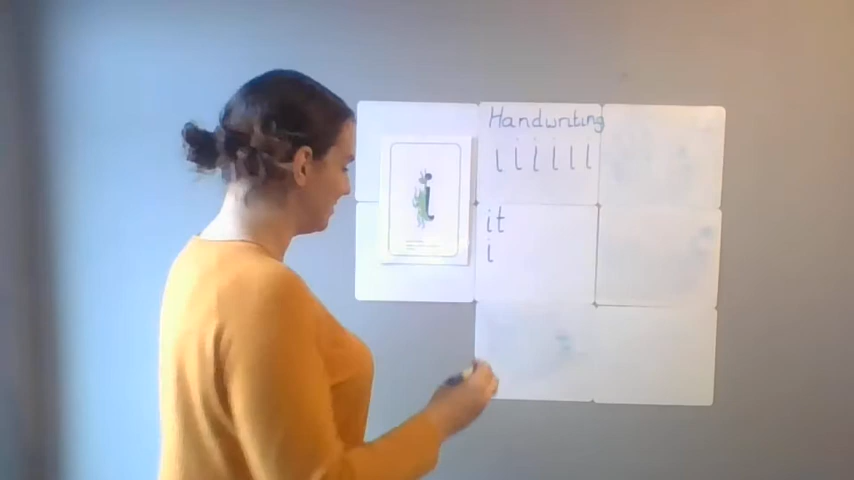 Handwriting
i i i i i i
it
i